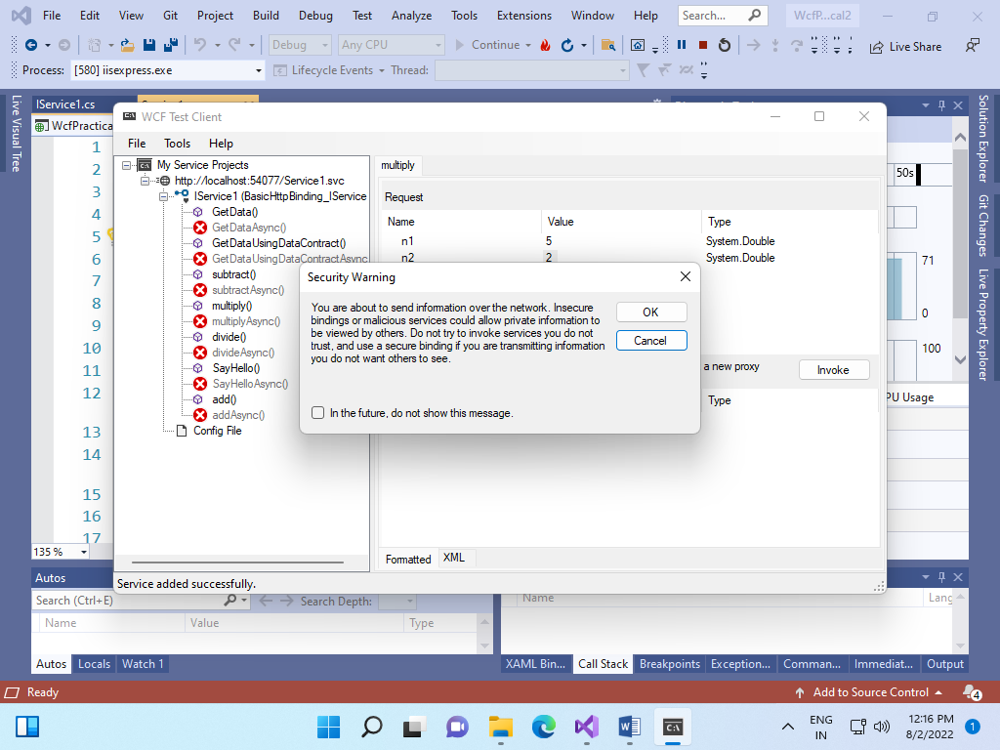 File Edit View Git Project Build Debug Test Analyze Tools Extensions Window Help Search... WcfP...cal2
Debug Any CPU Continue Live Share
Process: [580] iisexpress.exe Lifecycle Events Thread:
Live Visual Tree
IService1.cs
WcfPractica
1
2
3
4
5
6
7
8
9
10
11
12
13
14
15
16
17
135 %
WCF Test Client
File Tools Help
My Service Projects
http://localhost:54077/Service1.svc
IService1 (BasicHttpBinding_IService
GetData()
GetDataAsync()
GetDataUsingDataContract()
GetDataUsingDataContractAsync
subtract()
subtractAsync()
multiply()
multiplyAsync()
divide()
divideAsync()
SayHello()
SayHelloAsync()
add()
addAsync()
Config File
multiply
Request
Name Value Type
n1 5 System.Double
n2 2 System.Double
Security Warning
You are about to send information over the network. Insecure
bindings or malicious services could allow private information to
be viewed by others. Do not try to invoke services you do not
trust, and use a secure binding if you are transmitting information
you do not want others to see.
OK
Cancel
In the future, do not show this message.
a new proxy Invoke
Type
Formatted XML
Service added successfully.
50s
71
0
100
PU Usage
Solution Explorer
Git Changes
Live Property Explorer
Autos
Search (Ctrl+E) Search Depth:
Name Value Type
Autos Locals Watch 1
Name Lang
XAML Bin... Call Stack Breakpoints Exception... Comman... Immediat... Output
Ready Add to Source Control 4
ENG
IN
12:16 PM
8/2/2022
1